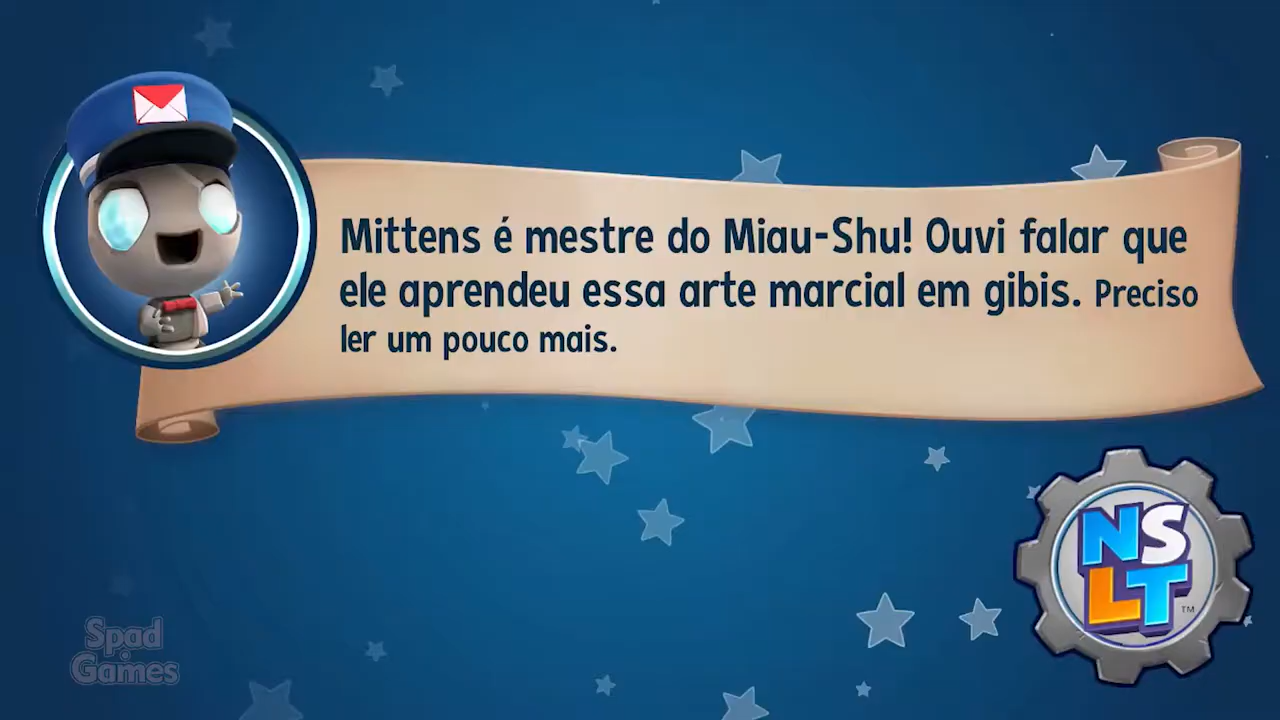 Mittens é mestre do Miau-Shu! Ouvi falar que
ele aprendeu essa arte marcial em gibis. Preciso
ler um pouco mais.
NS
LT
TM
Spad
Games